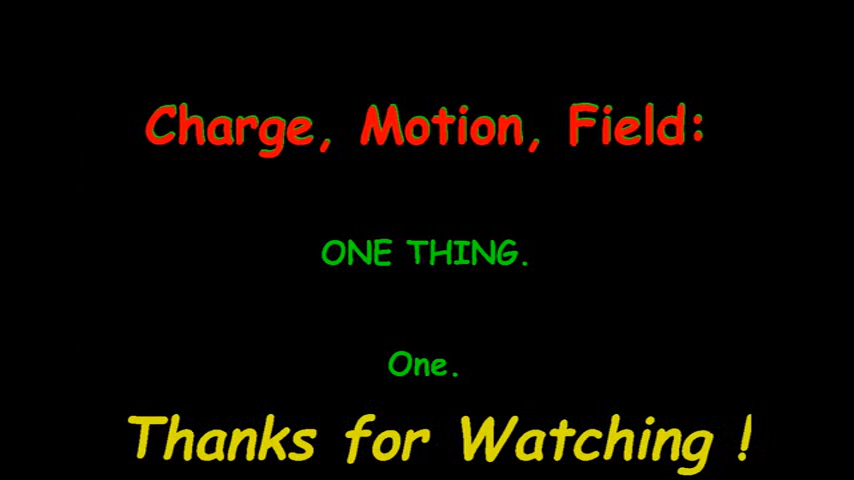 Charge, Motion, Field:
ONE THING.
One.
Thanks for Watching !